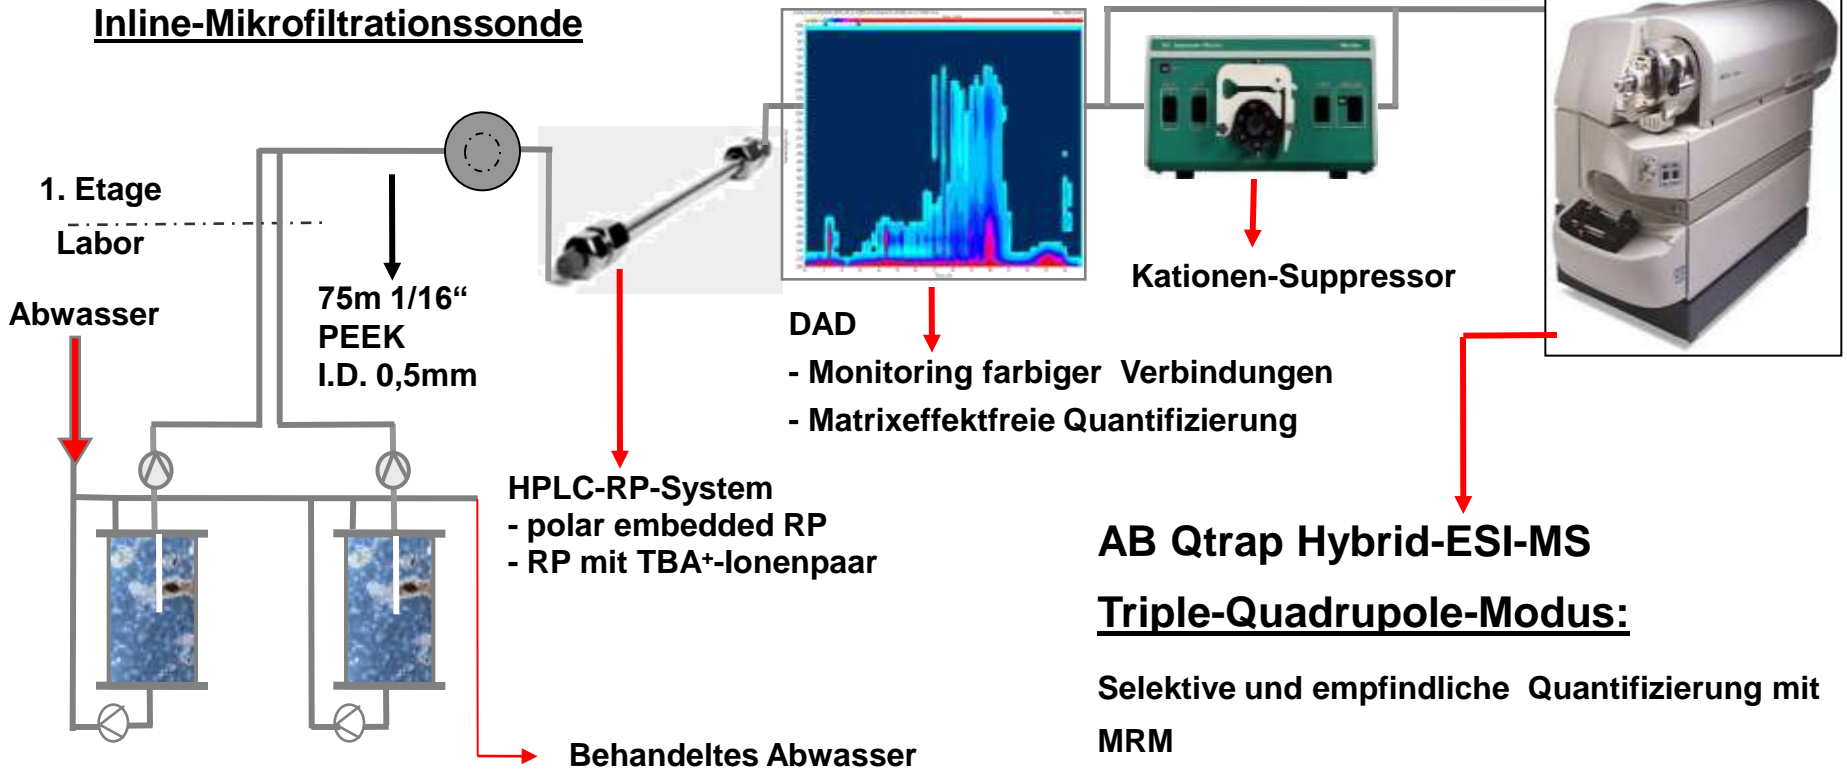 Inline-Mikrofiltrationssonde
1. Etage
Labor
Abwasser
75m 1/16“
PEEK
I.D. 0,5mm
HPLC-RP-System
- polar embedded RP
- RP mit TBA⁺-Ionenpaar
DAD
- Monitoring farbiger Verbindungen
- Matrixeffektfreie Quantifizierung
Kationen-Suppressor
AB Qtrap Hybrid-ESI-MS
Triple-Quadrupole-Modus:
Selektive und empfindliche Quantifizierung mit
MRM
Behandeltes Abwasser